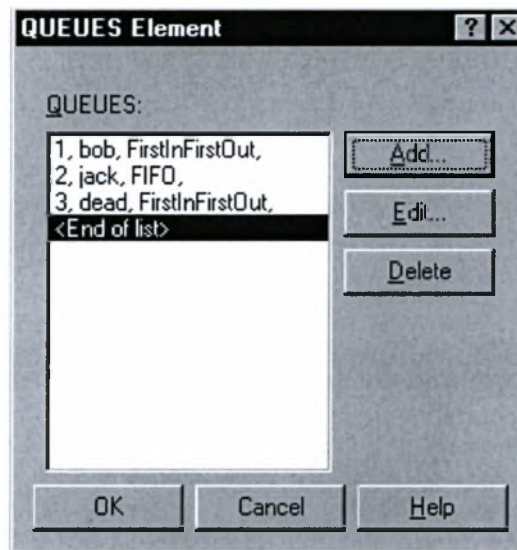 QUEUES Element
QUEUES:
1, bob, FirstInFirstOut,
2, jack, FIFO,
3, dead, FirstInFirstOut,
<End of list>
Add...
Edit...
Delete
OK
Cancel
Help